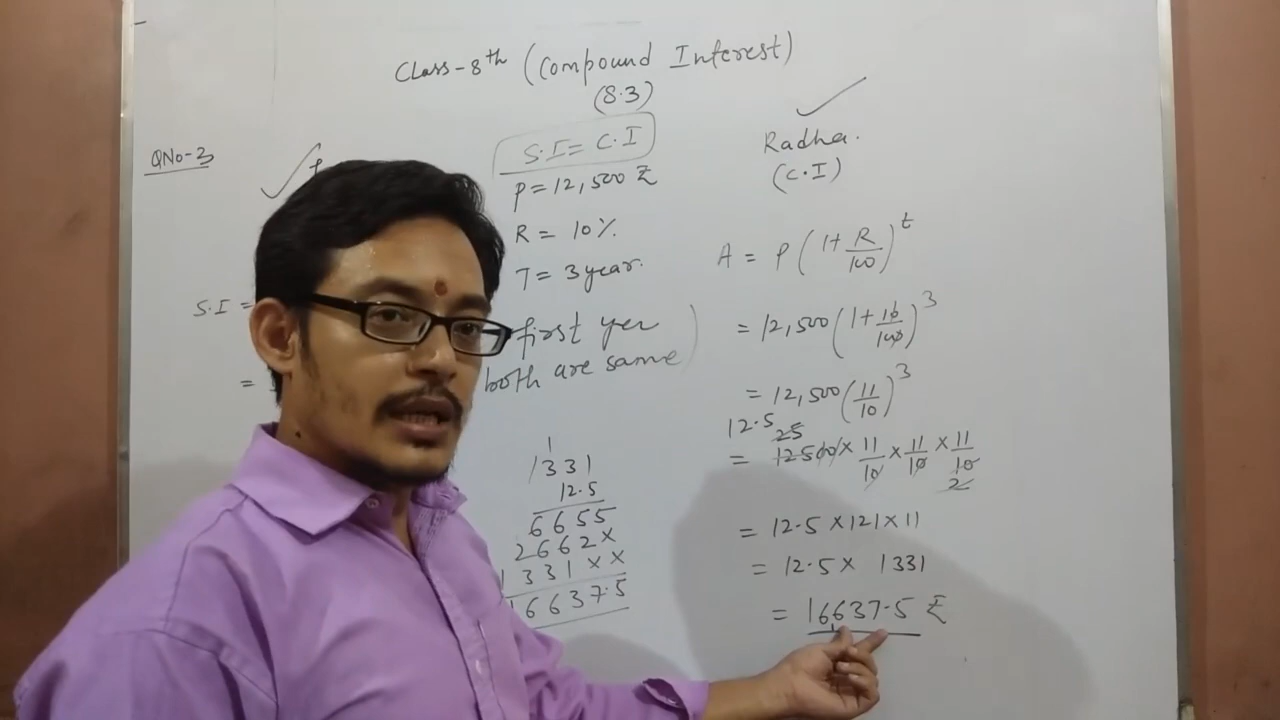 Class-8th (Compound Interest)
(8.3)
QNo-3
S.I = C.I
P = 12,500 ₹
R = 10%
T = 3 year.
first yer
both are same)
S.I =
=
1
1331
12.5
6655
2662×
1331××
16637.5
Radha.
(C.I)
A = P(1+R/100)^t
= 12,500(1+10/100)^3
= 12,500(11/10)^3
12.5
25
= 12500× 11/10 × 11/10 × 11/10
2
= 12.5 ×121×11
= 12.5× 1331
= 16637.5 ₹